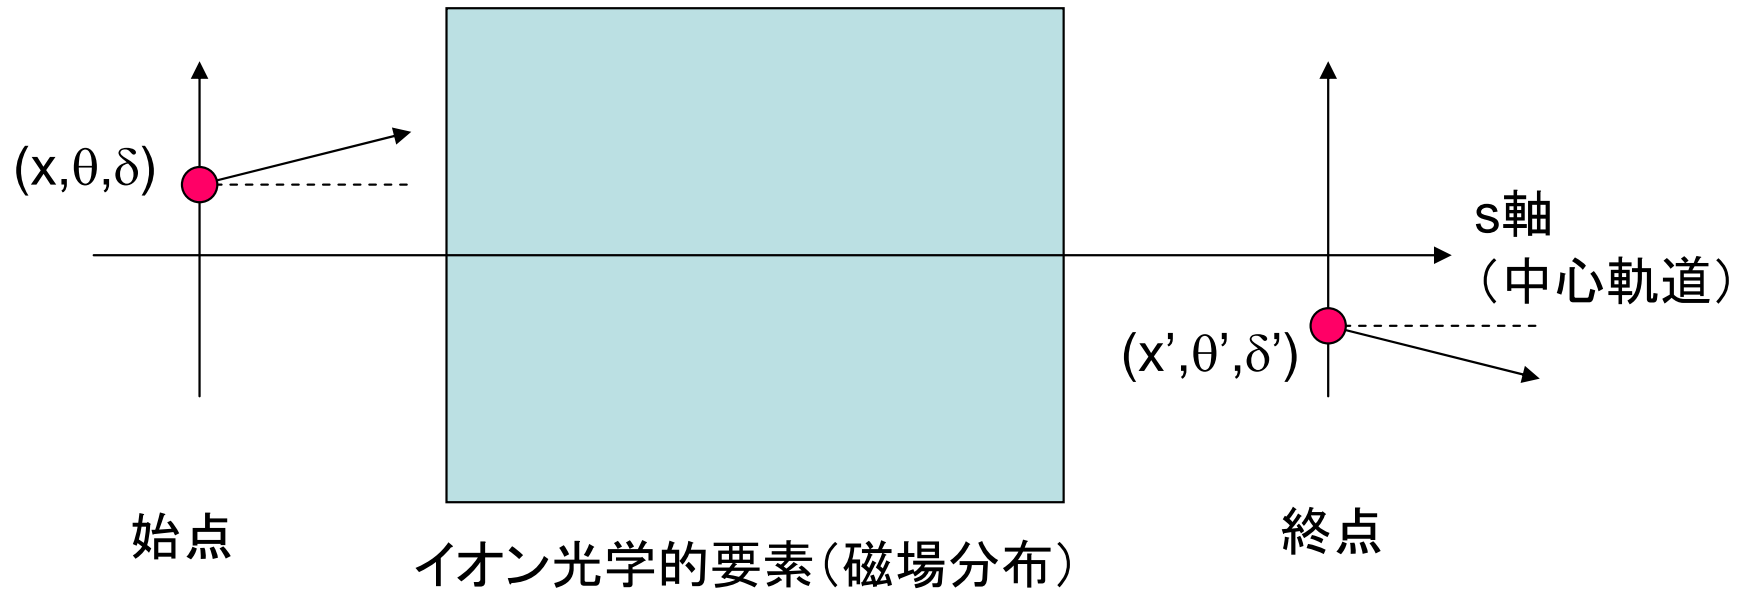 (x,θ,δ)
s軸
（中心軌道）
(x’,θ’,δ’)
始点
イオン光学的要素（磁場分布）
終点